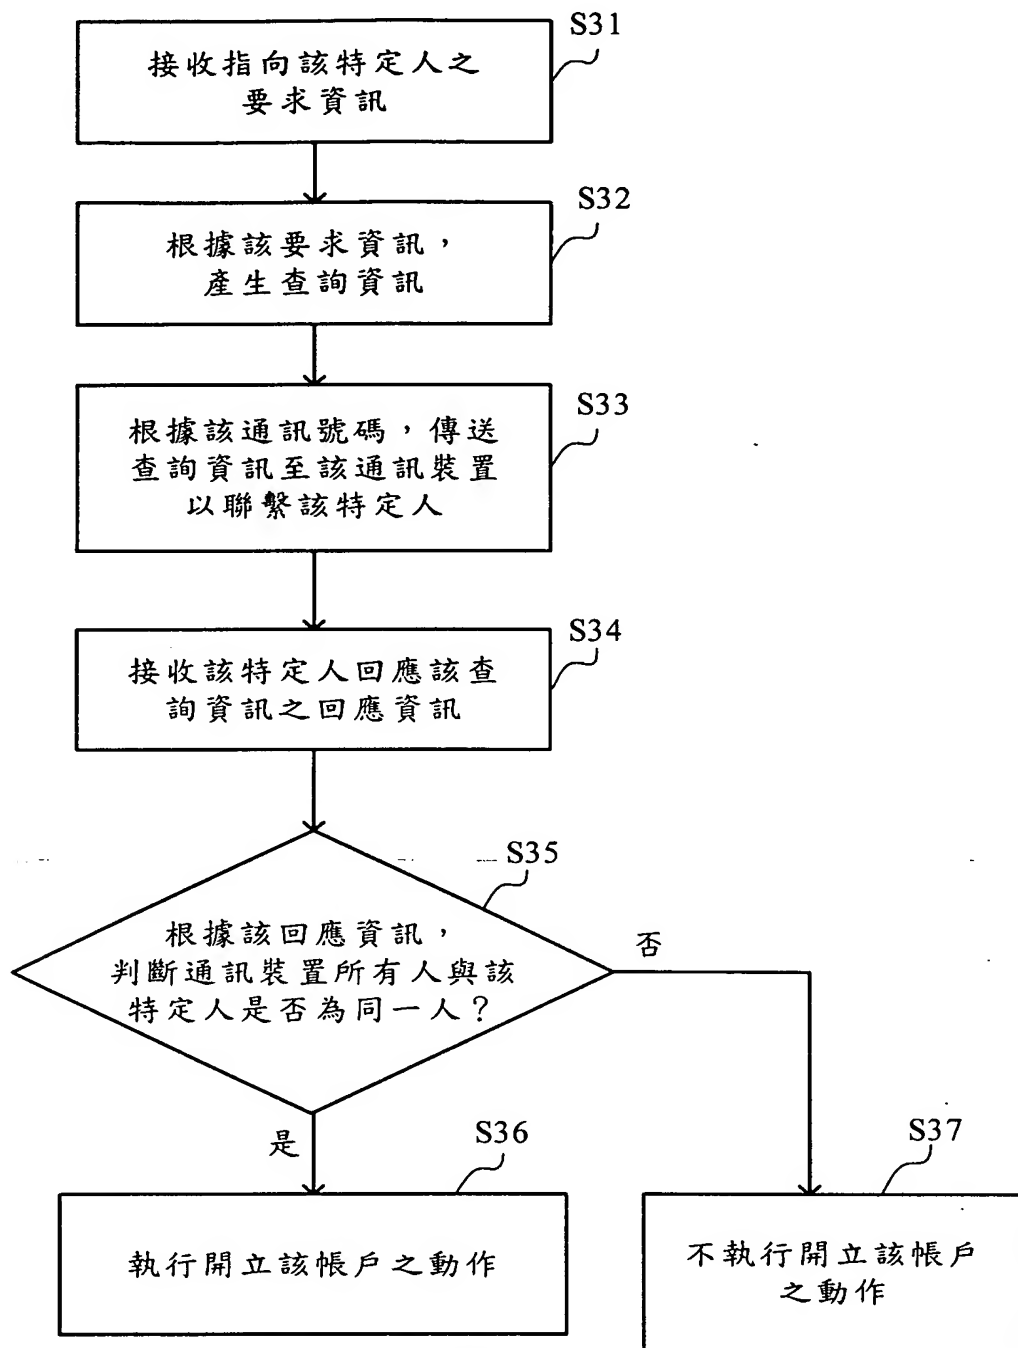 S31
接收指向該特定人之
要求資訊
S32
根據該要求資訊，
產生查詢資訊
S33
根據該通訊號碼，傳送
查詢資訊至該通訊裝置
以聯繫該特定人
S34
接收該特定人回應該查
詢資訊之回應資訊
S35
根據該回應資訊，
判斷通訊裝置所有人與該
特定人是否為同一人？
否
是
S36
執行開立該帳戶之動作
S37
不執行開立該帳戶
之動作